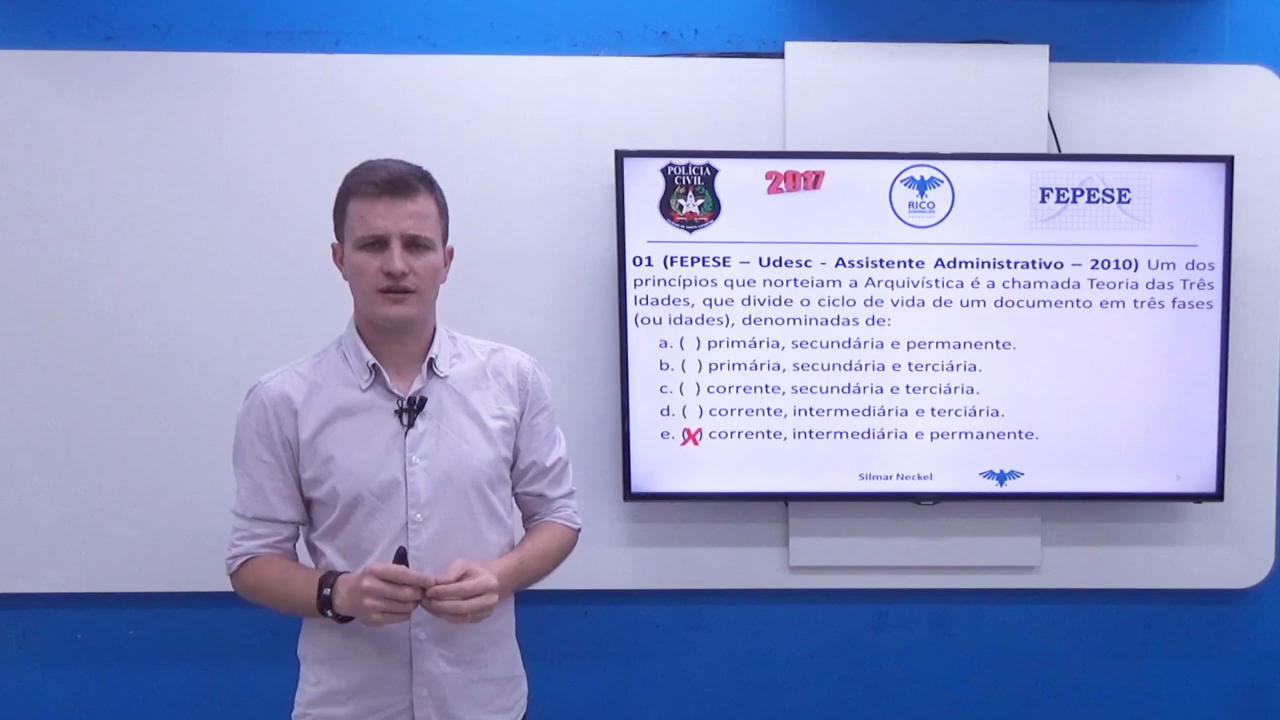 POLÍCIA
CIVIL
2017
RICO
FEPESE
01 (FEPESE – Udesc - Assistente Administrativo – 2010) Um dos
princípios que norteiam a Arquivística é a chamada Teoria das Três
Idades, que divide o ciclo de vida de um documento em três fases
(ou idades), denominadas de:
a. ( ) primária, secundária e permanente.
b. ( ) primária, secundária e terciária.
c. ( ) corrente, secundária e terciária.
d. ( ) corrente, intermediária e terciária.
e. (X) corrente, intermediária e permanente.
Silmar Neckel